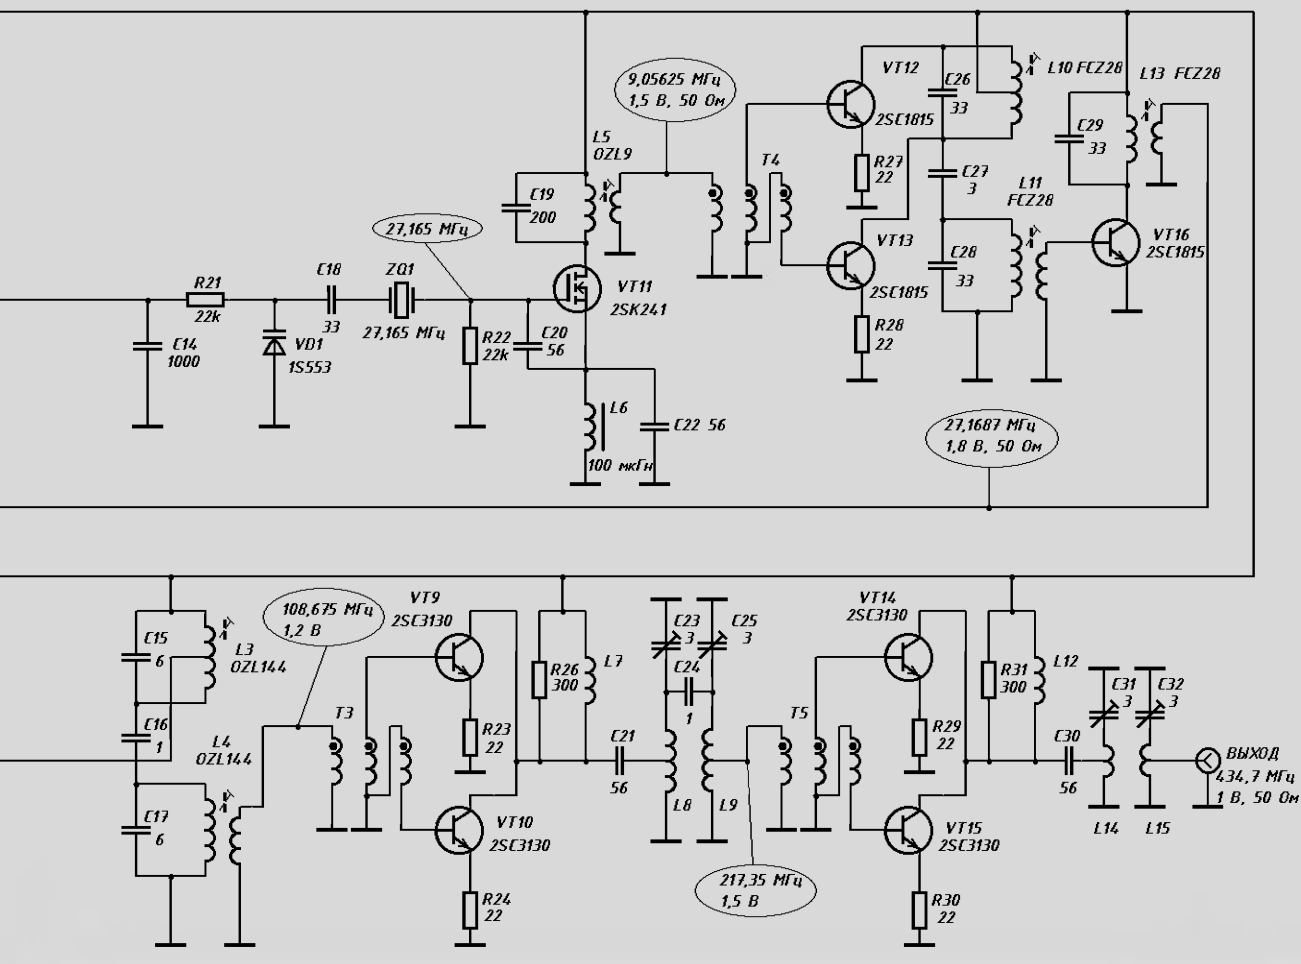 9,05625 МГц
1,5 В, 50 Ом
VT12
C26
33
L10 FCZ28
L13 FCZ28
2SC1815
C29
33
L5
OZL9
T4
R27
22
C27
3
L11
FCZ28
C19
200
27,165 МГц
VT13
VT16
2SC1815
C28
33
R21
22k
C18
33
ZQ1
27,165 МГц
VT11
2SK241
2SC1815
C14
1000
VD1
1S553
R22
22k
C20
56
R28
22
L6
100 мкГн
C22 56
27,1687 МГц
1,8 В, 50 Ом
108,675 МГц
1,2 В
VT9
2SC3130
C23
3
C25
3
VT14
2SC3130
C15
6
L3
OZL144
R26
300
L7
C24
1
R31
300
L12
C31
3
C32
3
C16
1
L4
OZL144
T3
R23
22
C21
56
T5
R29
22
C30
56
ВЫХОД
434,7 МГц
1 В, 50 Ом
C17
6
VT10
2SC3130
L8
L9
VT15
2SC3130
L14
L15
217,35 МГц
1,5 В
R24
22
R30
22